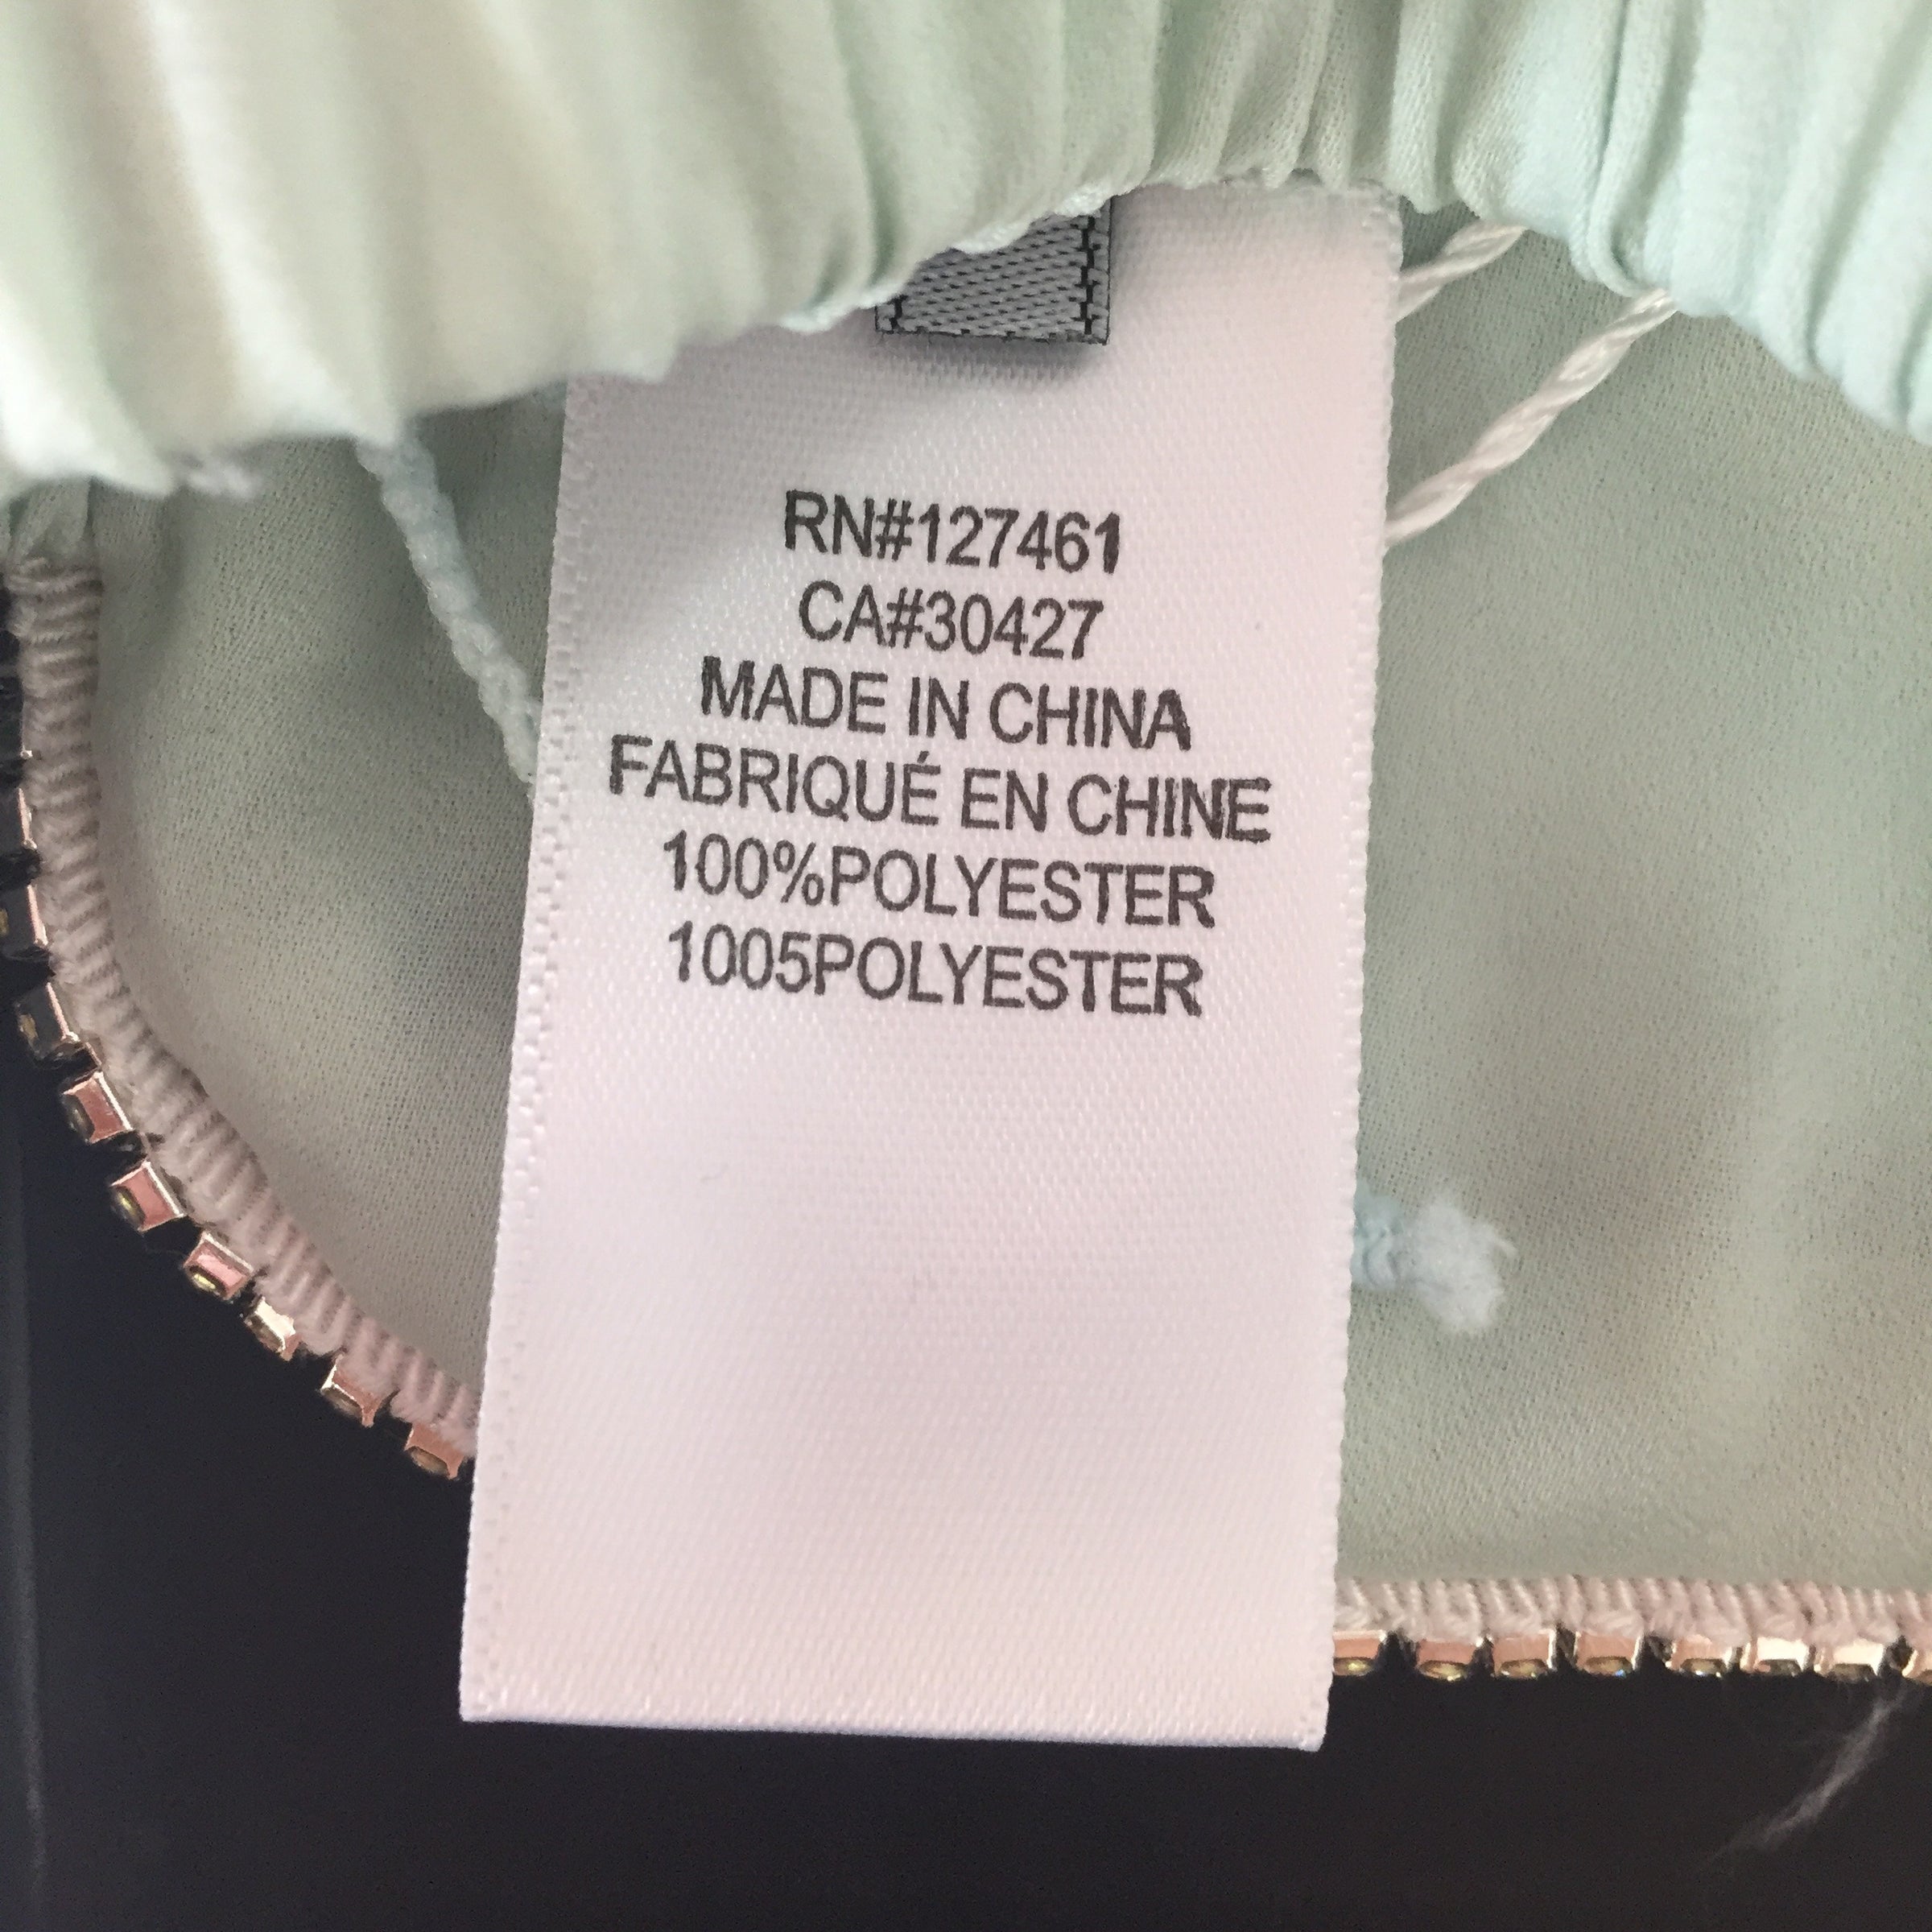 RN#127461
CA#30427
MADE IN CHINA
FABRIQUÉ EN CHINE
100%POLYESTER
1005POLYESTER